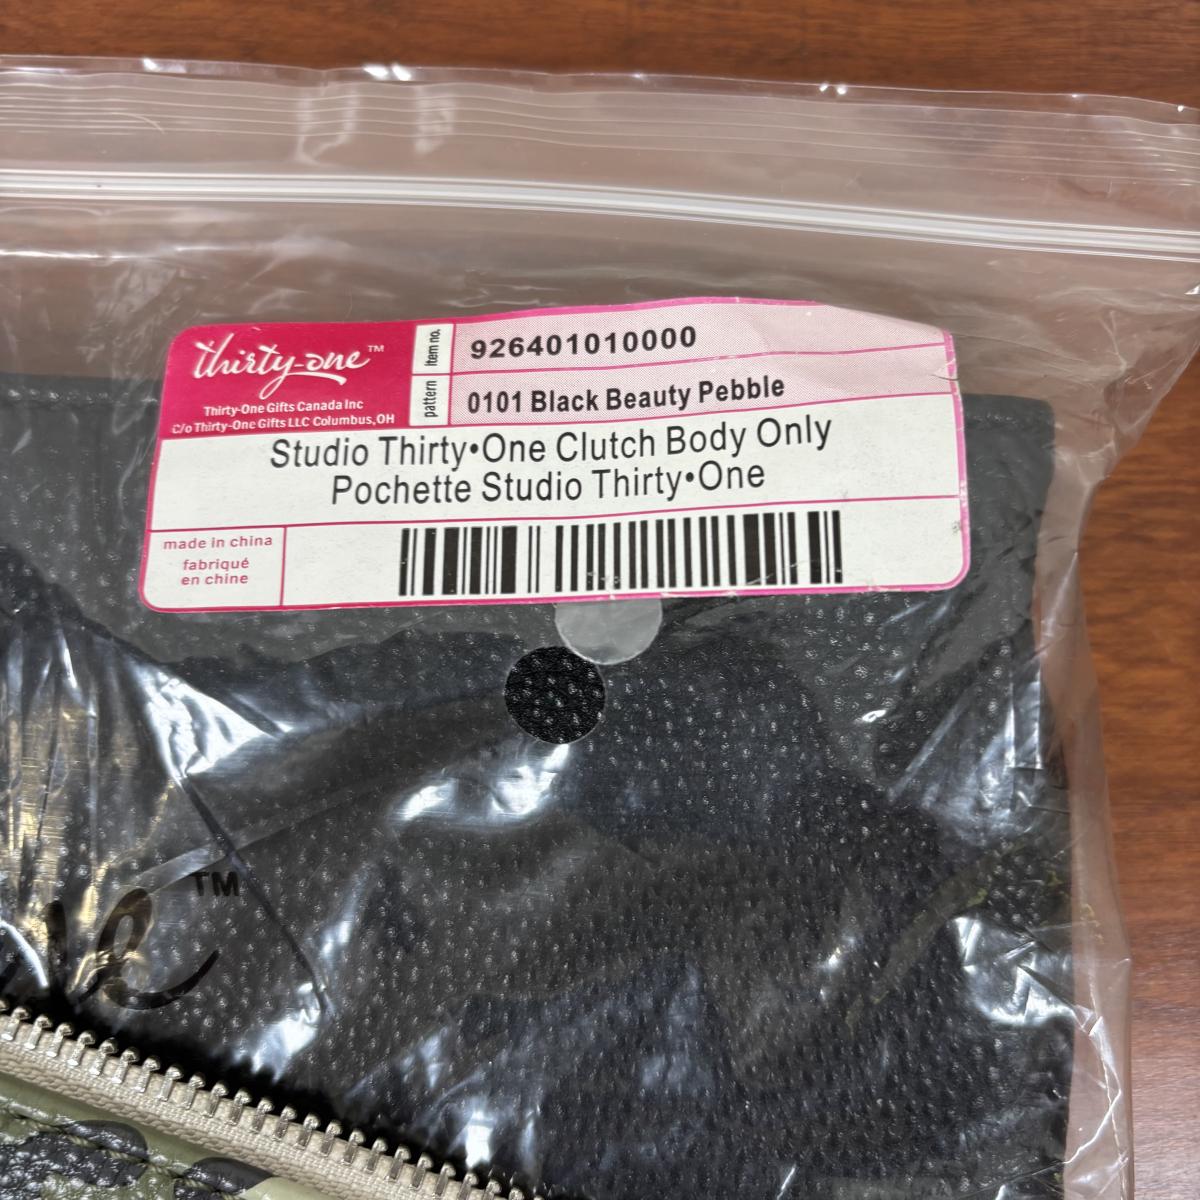 thirty-one™
Thirty-One Gifts Canada Inc
C/o Thirty-One Gifts LLC Columbus, OH
item no.
926401010000
pattern
0101 Black Beauty Pebble
Studio Thirty•One Clutch Body Only
Pochette Studio Thirty•One
made in china
fabriqué
en chine
TM